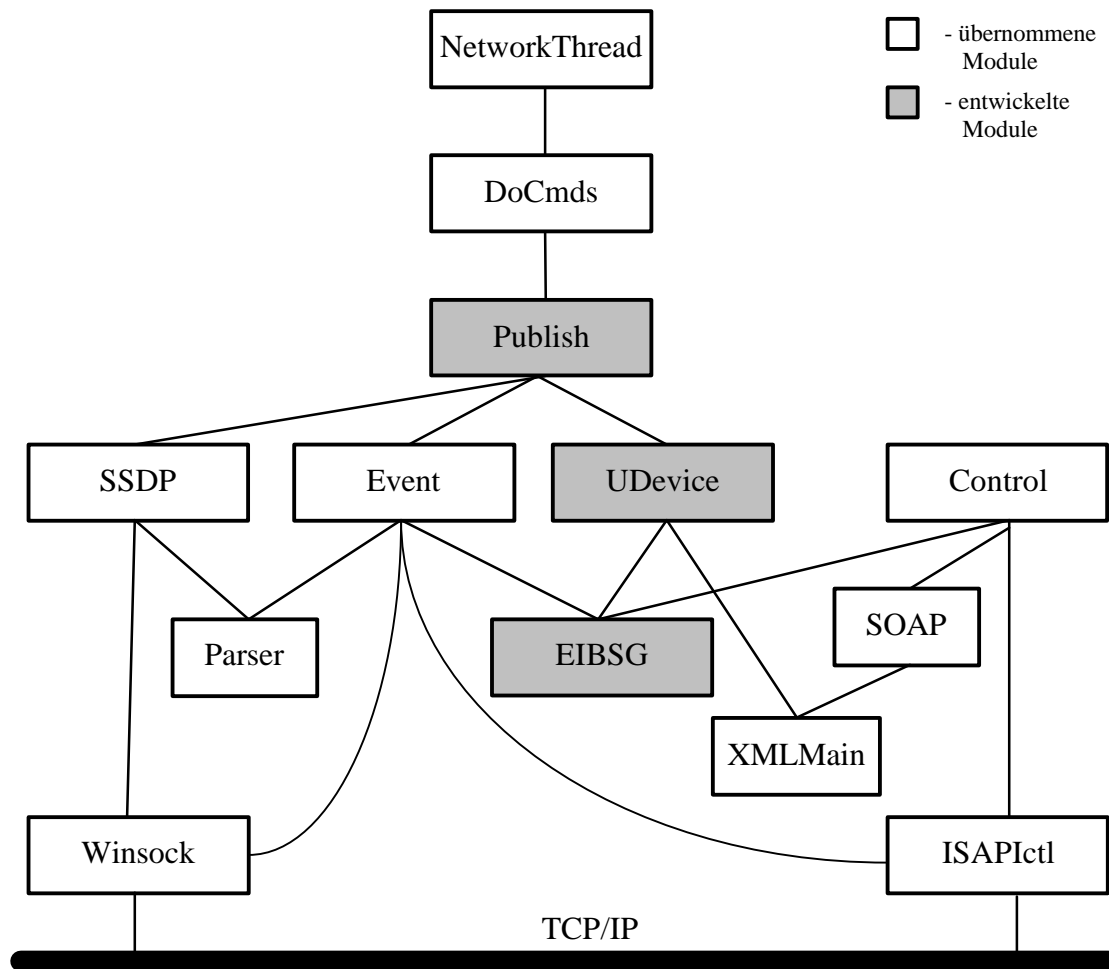 NetworkThread
- übernommene
Module
- entwickelte
Module
DoCmds
Publish
SSDP
Event
UDevice
Control
Parser
EIBSG
SOAP
XMLMain
Winsock
ISAPIctl
TCP/IP